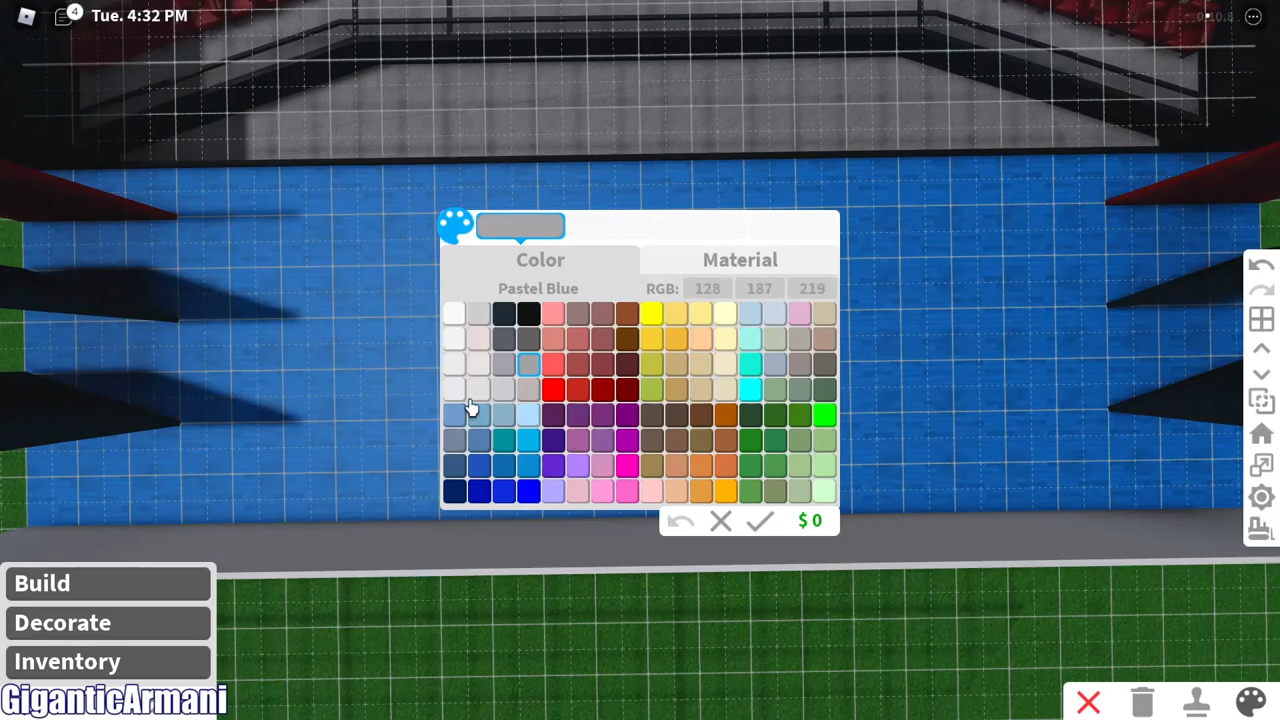 4 Tue. 4:32 PM
Color
Material
Pastel Blue
RGB: 128 187 219
$ 0
Build
Decorate
Inventory
GiganticArmani